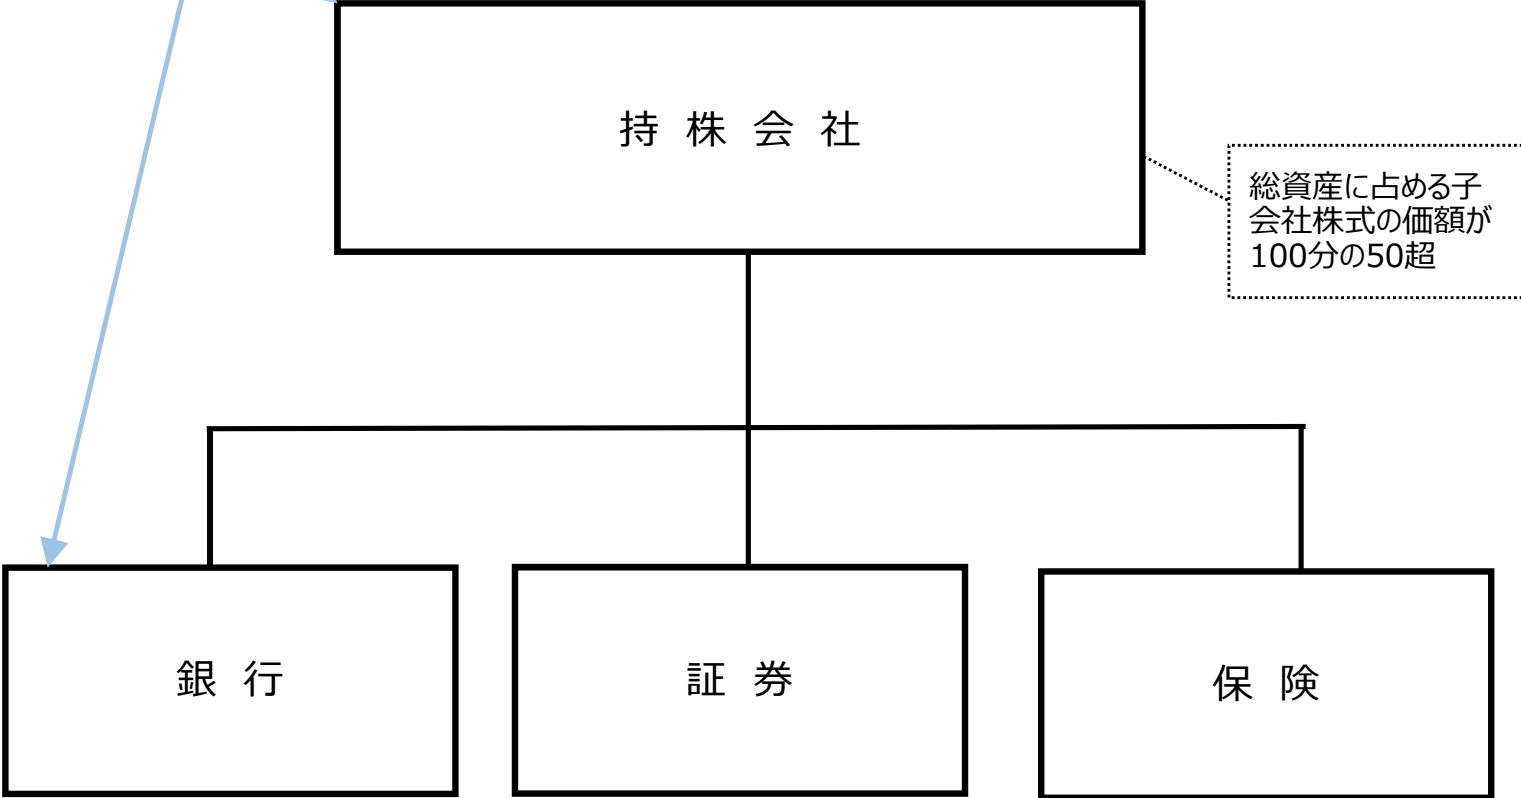 持 株 会 社
総資産に占める子
会社株式の価額が
100分の50超
銀 行
証 券
保 険